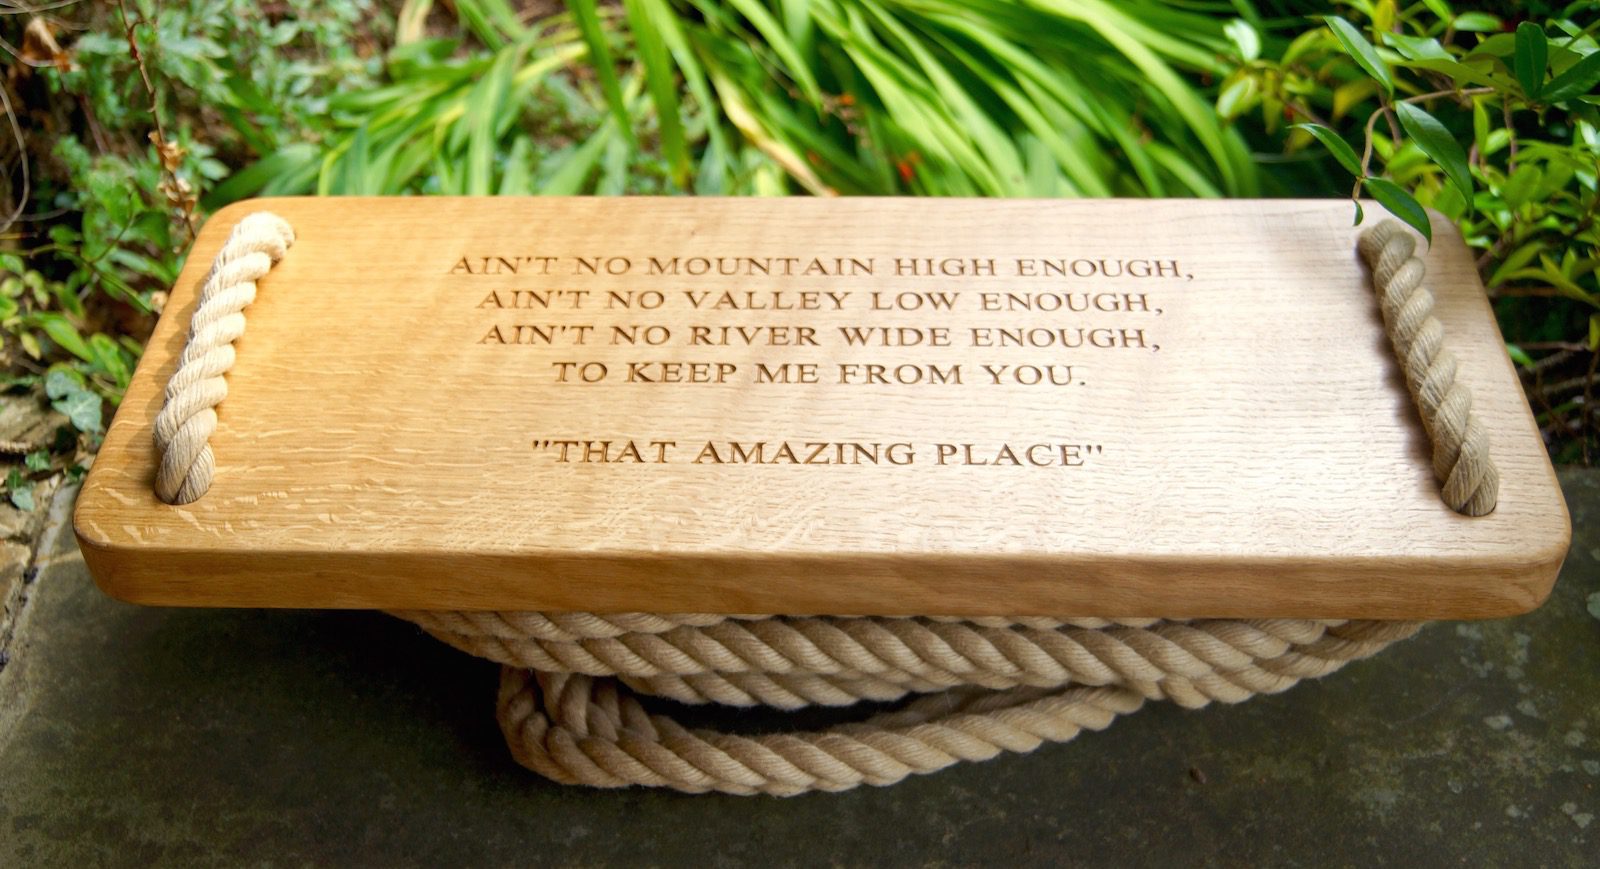 AIN'T NO MOUNTAIN HIGH ENOUGH,
AIN'T NO VALLEY LOW ENOUGH,
AIN'T NO RIVER WIDE ENOUGH,
TO KEEP ME FROM YOU.
"THAT AMAZING PLACE"